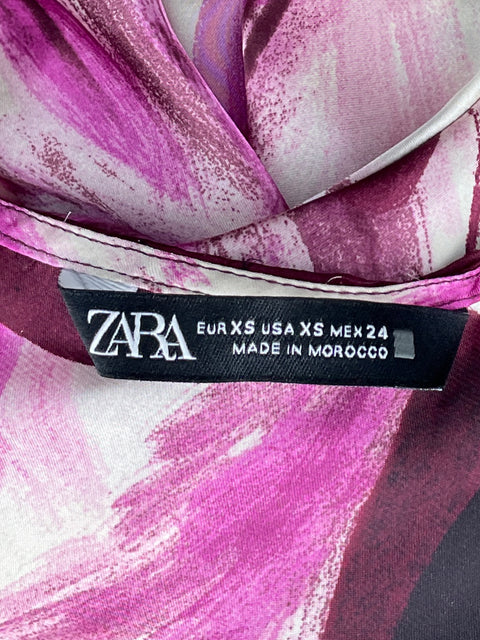 ZARA
EUR XS USA XS MEX 24
MADE IN MOROCCO